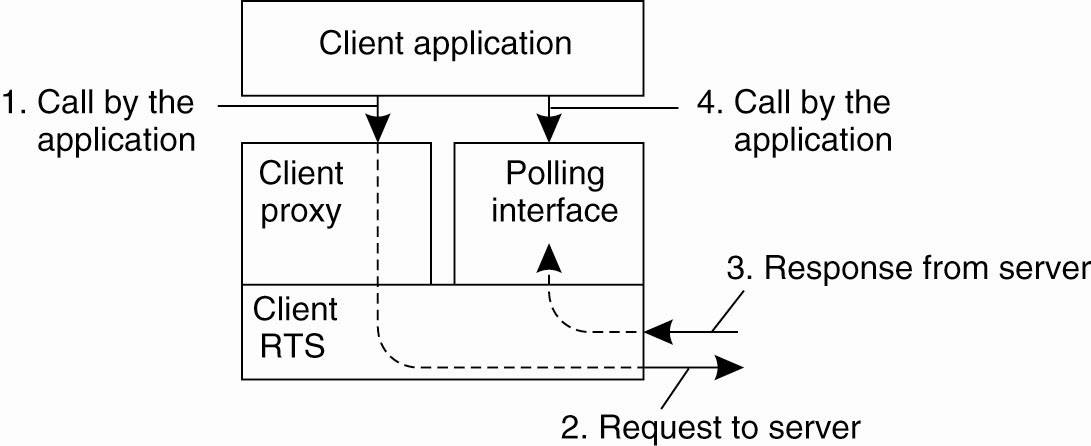 Client application
1. Call by the
application
4. Call by the
application
Client
proxy
Polling
interface
3. Response from server
Client
RTS
2. Request to server